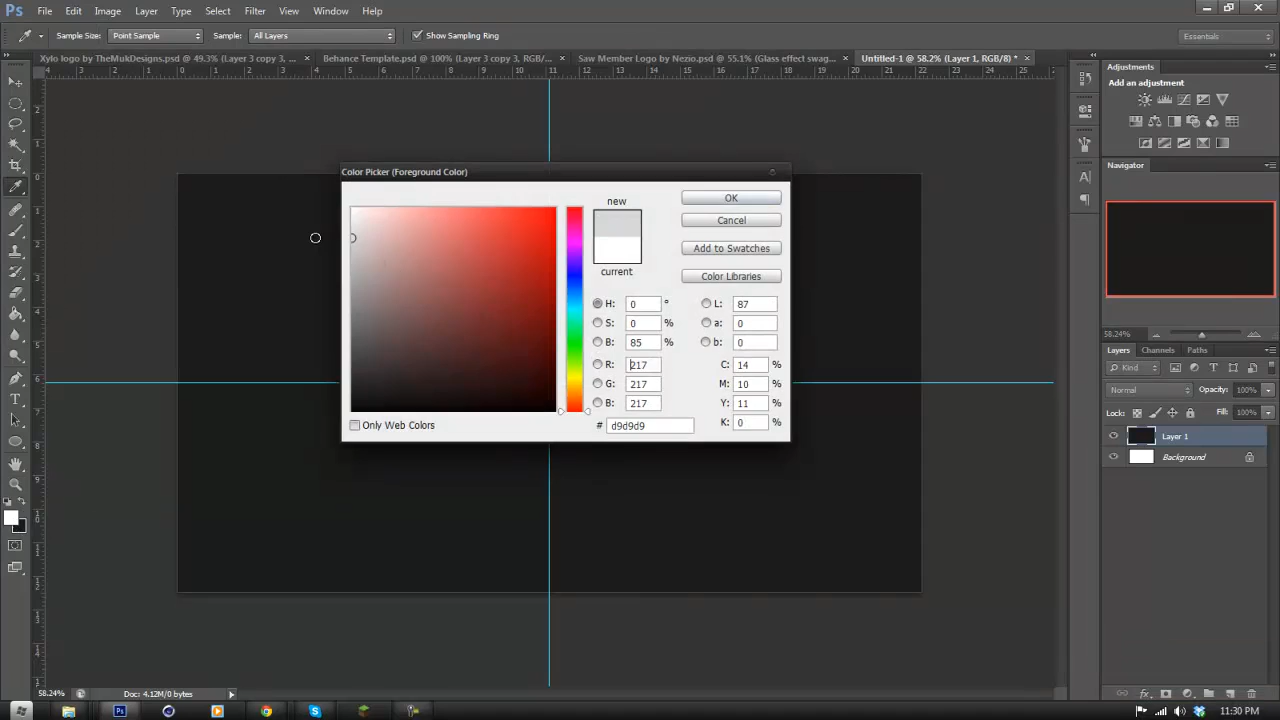 Ps File Edit Image Layer Type Select Filter View Window Help
Sample Size: Point Sample Sample: All Layers Show Sampling Ring Essentials
Xylo logo by TheMukDesigns.psd @ 49.3% (Layer 3 copy 3, ... × Behance Template.psd @ 100% (Layer 3 copy, RGB/... × Saw Member Logo by Nezio.psd @ 55.1% (Glass effect swag... × Untitled-1 @ 58.2% (Layer 1, RGB/8) * ×
Adjustments
Add an adjustment
Navigator
58.24%
Layers Channels Paths
Kind
Normal Opacity: 100%
Lock: Fill: 100%
Layer 1
Background
Color Picker (Foreground Color)
new
current
OK
Cancel
Add to Swatches
Color Libraries
H: 0 ° L: 87
S: 0 % a: 0
B: 85 % b: 0
R: 217 C: 14 %
G: 217 M: 10 %
B: 217 Y: 11 %
# d9d9d9 K: 0 %
Only Web Colors
58.24% Doc: 4.12M/0 bytes
11:30 PM